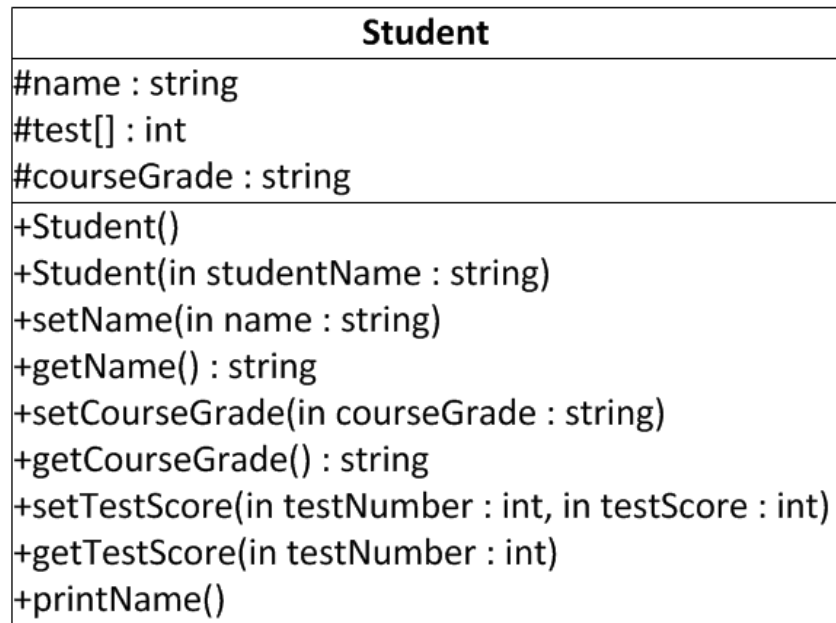 Student
#name : string
#test[] : int
#courseGrade : string
+Student()
+Student(in studentName : string)
+setName(in name : string)
+getName() : string
+setCourseGrade(in courseGrade : string)
+getCourseGrade() : string
+setTestScore(in testNumber : int, in testScore : int)
+getTestScore(in testNumber : int)
+printName()